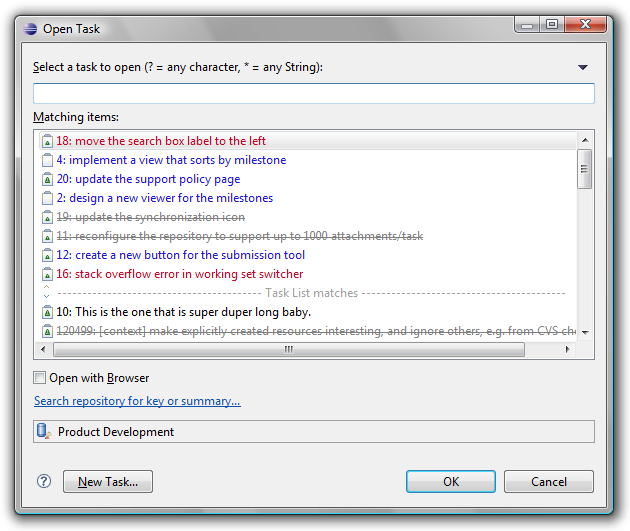 Open Task
Select a task to open (? = any character, * = any String):
Matching items:
18: move the search box label to the left
4: implement a view that sorts by milestone
20: update the support policy page
2: design a new viewer for the milestones
19: update the synchronization icon
11: reconfigure the repository to support up to 1000 attachments/task
12: create a new button for the submission tool
16: stack overflow error in working set switcher
Task List matches
10: This is the one that is super duper long baby.
120499: [context] make explicitly created resources interesting, and ignore others, e.g. from CVS che
Open with Browser
Search repository for key or summary...
Product Development
? New Task... OK Cancel